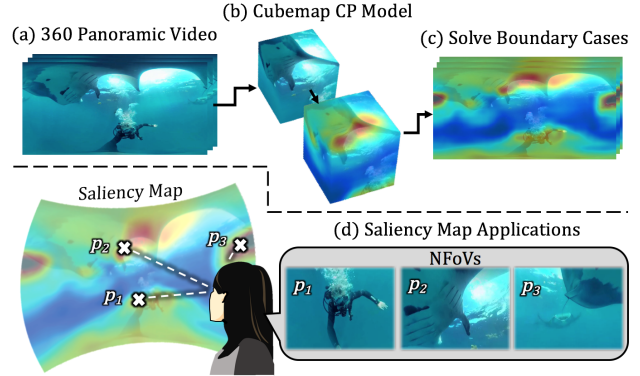 (b) Cubemap CP Model
(a) 360 Panoramic Video
(c) Solve Boundary Cases
Saliency Map
p2
p3
p1
(d) Saliency Map Applications
NFoVs
p1
p2
p3